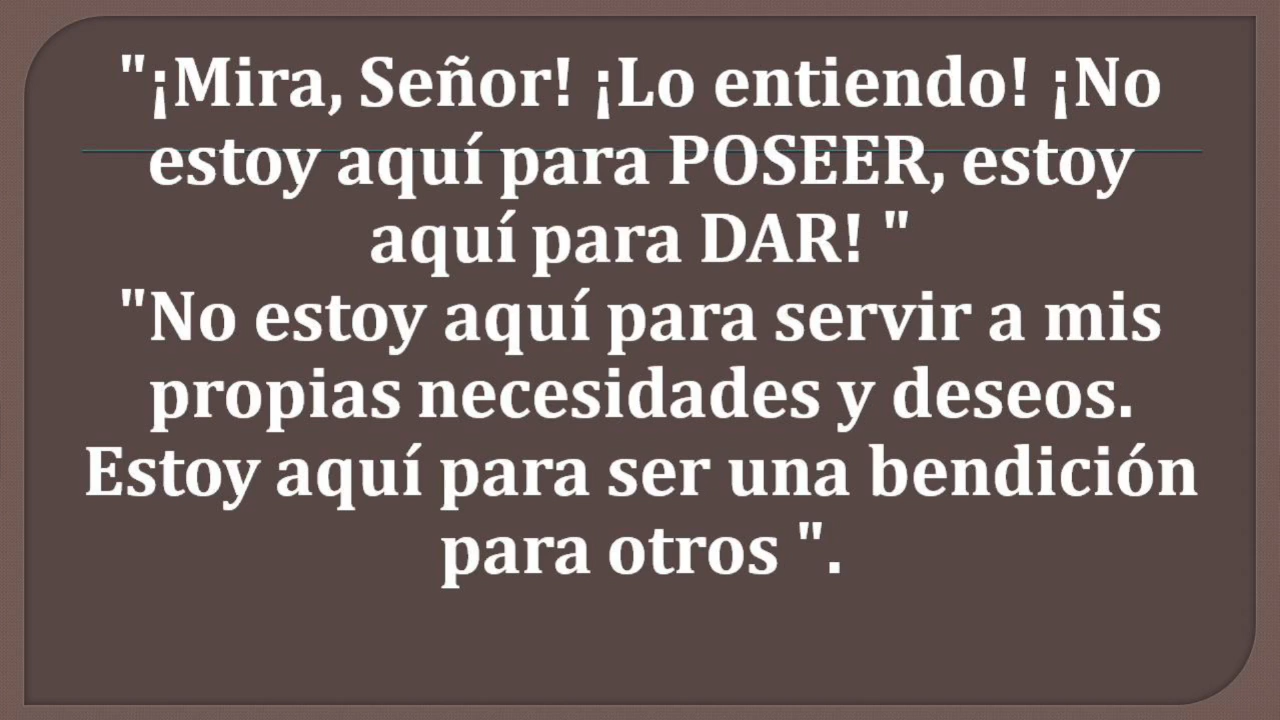 "¡Mira, Señor! ¡Lo entiendo! ¡No
estoy aquí para POSEER, estoy
aquí para DAR! "
"No estoy aquí para servir a mis
propias necesidades y deseos.
Estoy aquí para ser una bendición
para otros ".